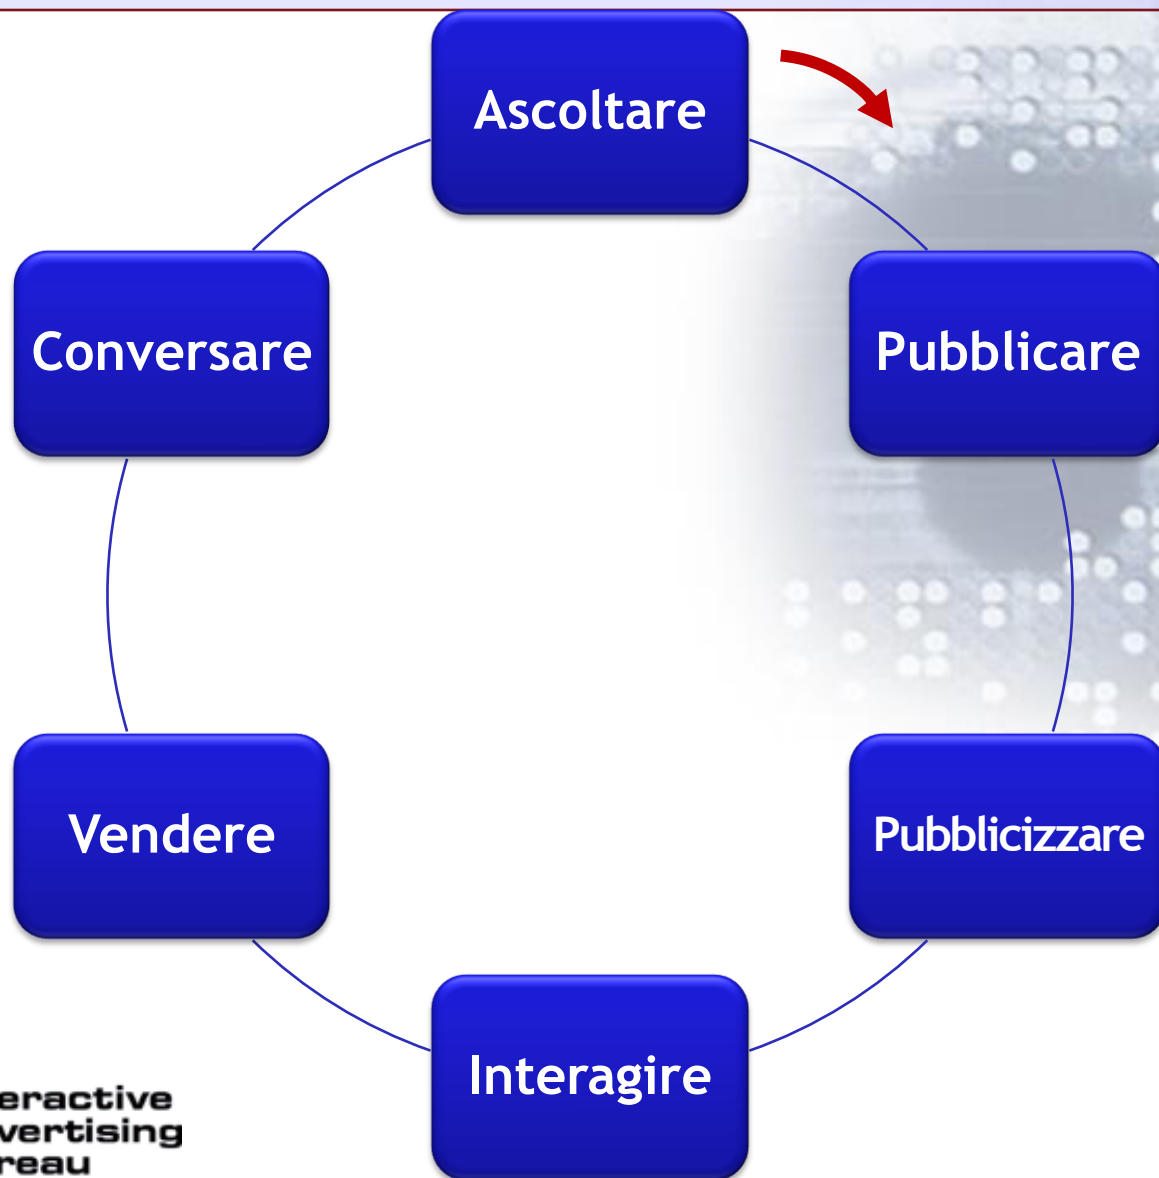 Ascoltare
Pubblicare
Pubblicizzare
Interagire
Vendere
Conversare
eractive
vertising
reau